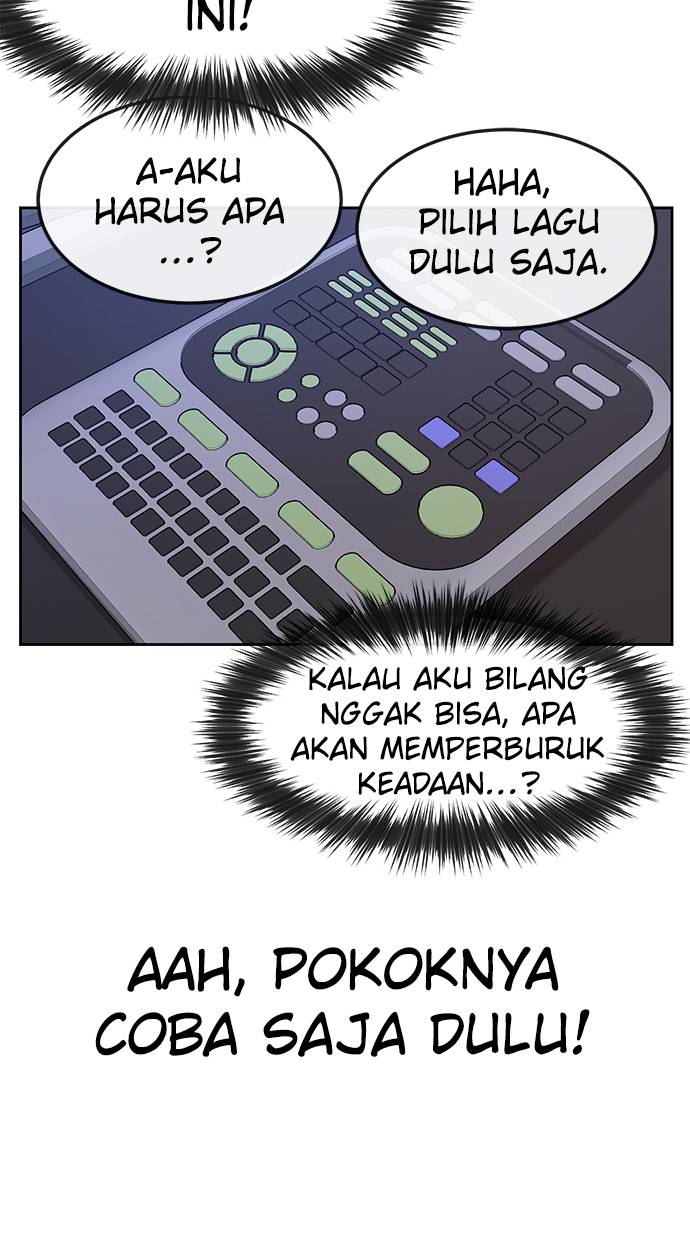 INI!
A-AKU
HARUS APA
...?
HAHA,
PILIH LAGU
DULU SAJA.
KALAU AKU BILANG
NGGAK BISA, APA
AKAN MEMPERBURUK
KEADAAN...?
AAH, POKOKNYA
COBA SAJA DULU!